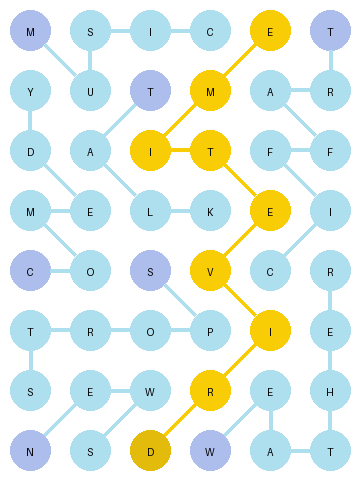 M S I C E T
Y U T M A R
D A I T F F
M E L K E I
C O S V C R
T R O P I E
S E W R E H
N S D W A T